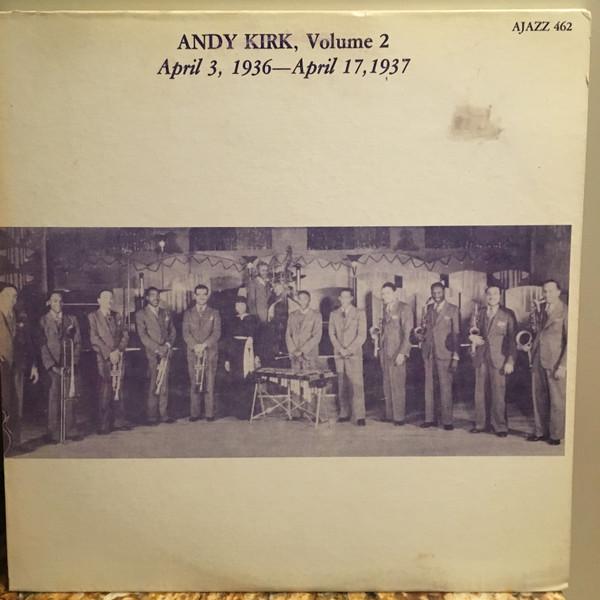 AJAZZ 462
ANDY KIRK, Volume 2
April 3, 1936—April 17,1937